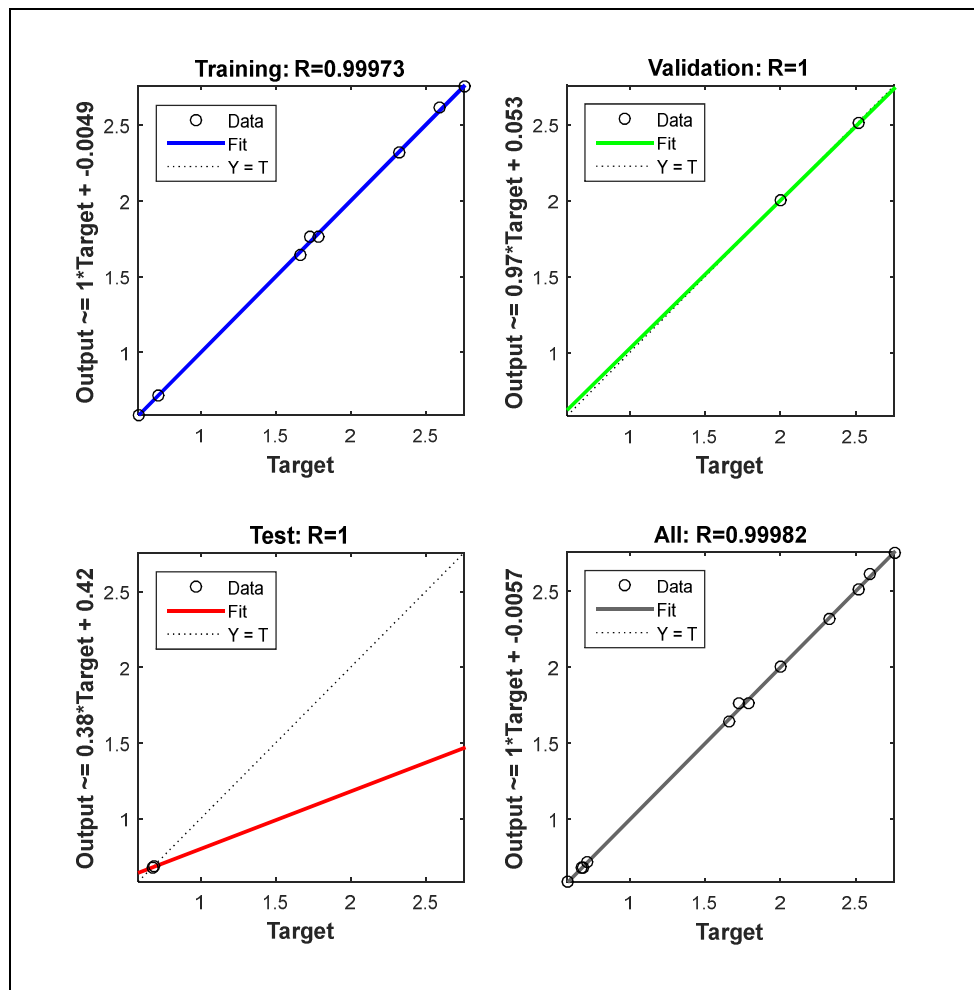 Training: R=0.99973
Output ~= 1*Target + -0.0049
Data
Fit
Y = T
2.5
2
1.5
1
1 1.5 2 2.5
Target
Validation: R=1
Output ~= 0.97*Target + 0.053
Data
Fit
Y = T
2.5
2
1.5
1
1 1.5 2 2.5
Target
Test: R=1
Output ~= 0.38*Target + 0.42
Data
Fit
Y = T
2.5
2
1.5
1
1 1.5 2 2.5
Target
All: R=0.99982
Output ~= 1*Target + -0.0057
Data
Fit
Y = T
2.5
2
1.5
1
1 1.5 2 2.5
Target